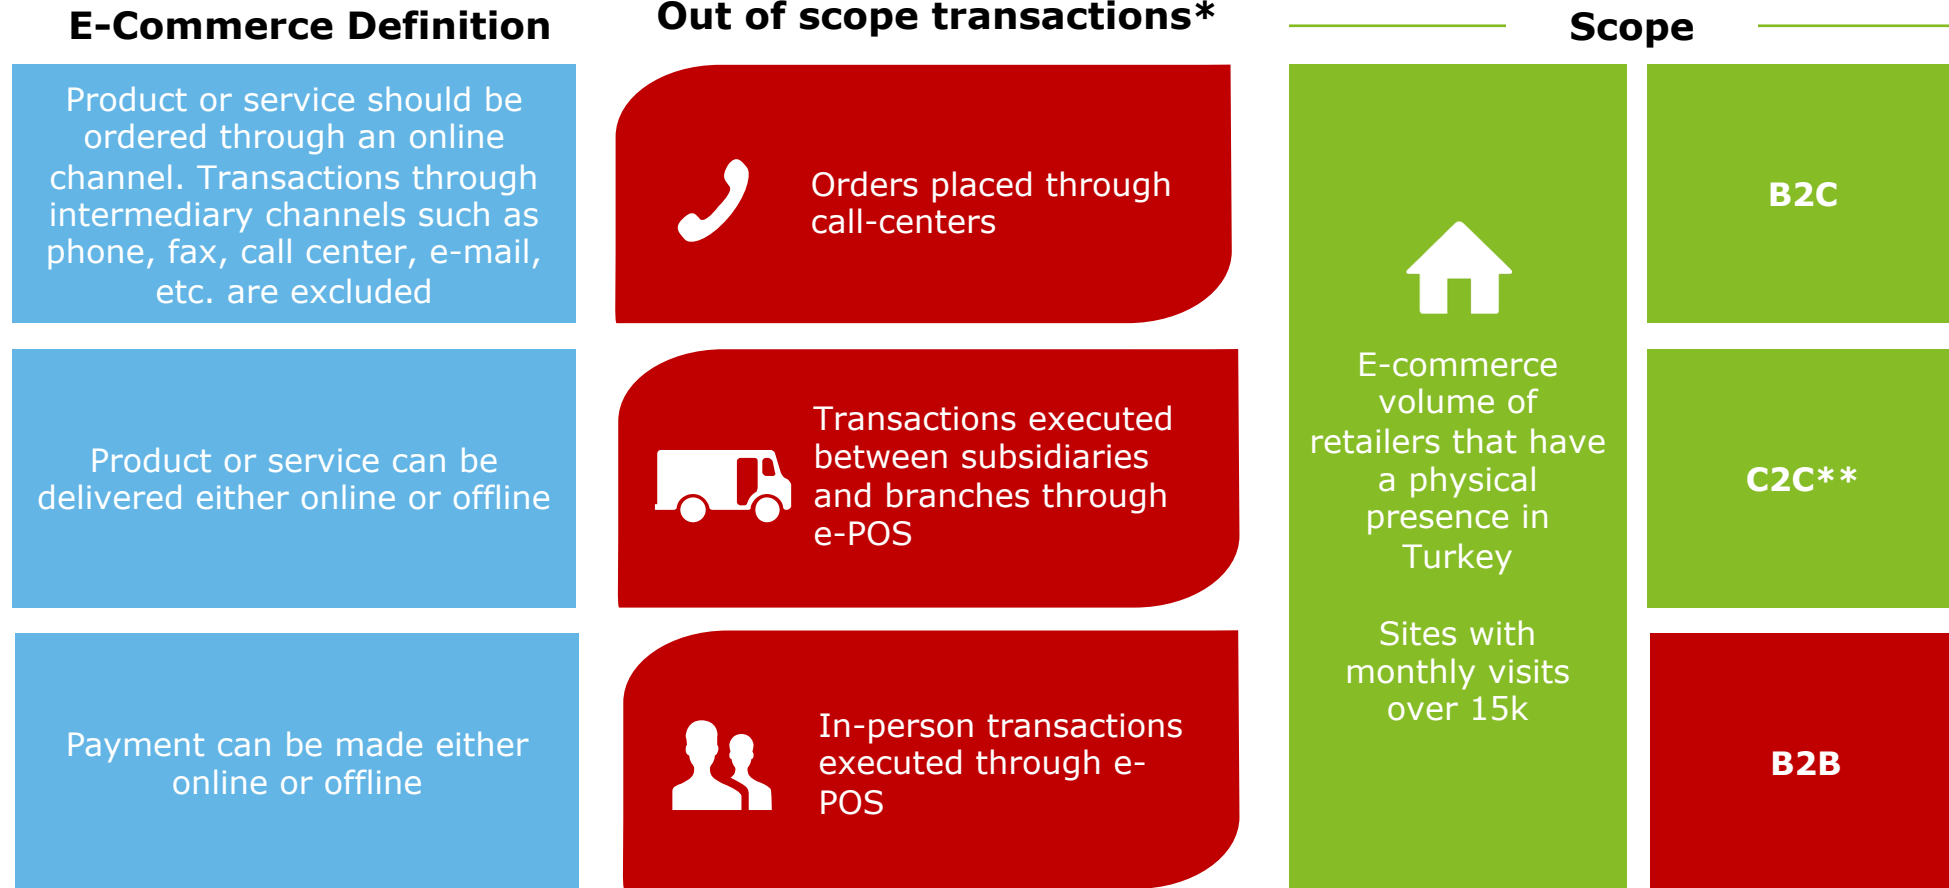 E-Commerce Definition
Product or service should be
ordered through an online
channel. Transactions through
intermediary channels such as
phone, fax, call center, e-mail,
etc. are excluded
Product or service can be
delivered either online or offline
Payment can be made either
online or offline
Out of scope transactions*
Orders placed through
call-centers
Transactions executed
between subsidiaries
and branches through
e-POS
In-person transactions
executed through e-
POS
Scope
E-commerce
volume of
retailers that have
a physical
presence in
Turkey
Sites with
monthly visits
over 15k
B2C
C2C**
B2B